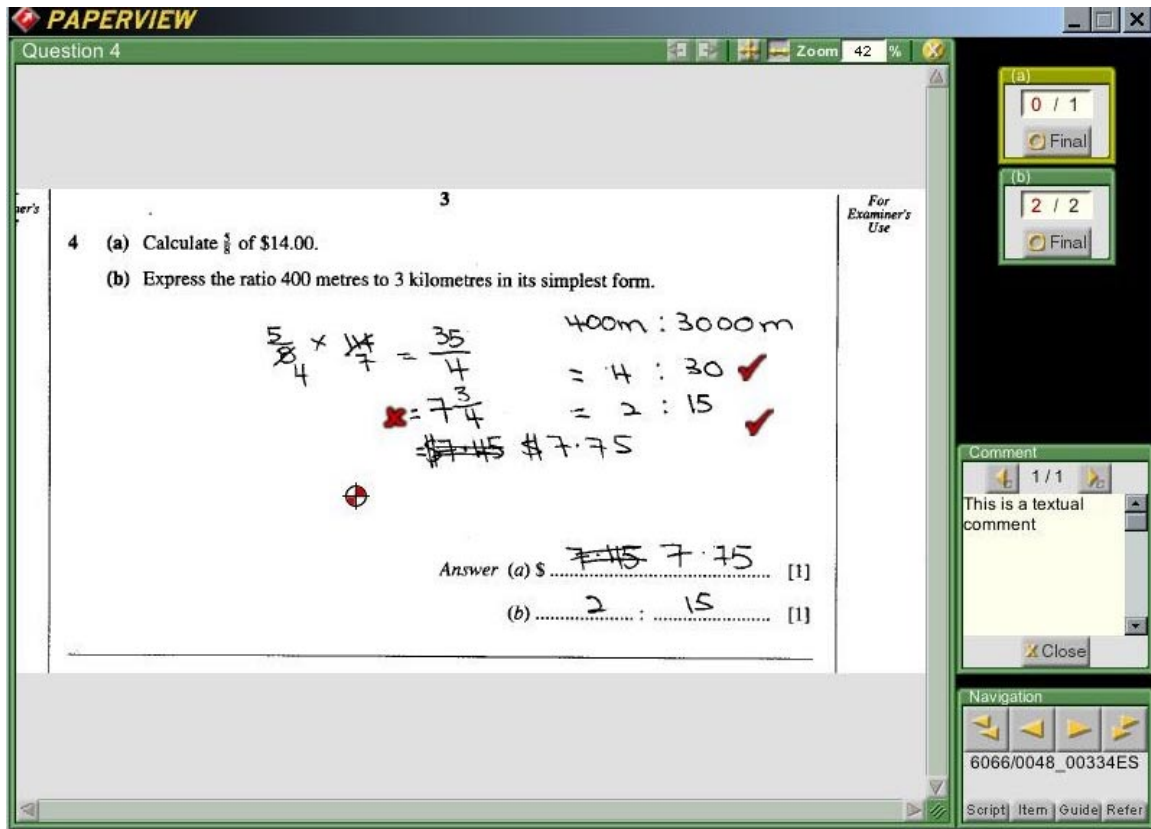 PAPERVIEW
Question 4
Zoom 42 %
3
ner's
For
Examiner's
Use
4 (a) Calculate 5/8 of $14.00.
(b) Express the ratio 400 metres to 3 kilometres in its simplest form.
5/8 4 × 14 7 = 35/4
= 7 3/4
= $7.45 $7.75
400m : 3000m
= 4 : 30
= 2 : 15
Answer (a) $ 7.45 7.75 [1]
(b) 2 : 15 [1]
(a)
0 / 1
Final
(b)
2 / 2
Final
Comment
1/1
This is a textual
comment
Close
Navigation
6066/0048_00334ES
Script Item Guide Refer